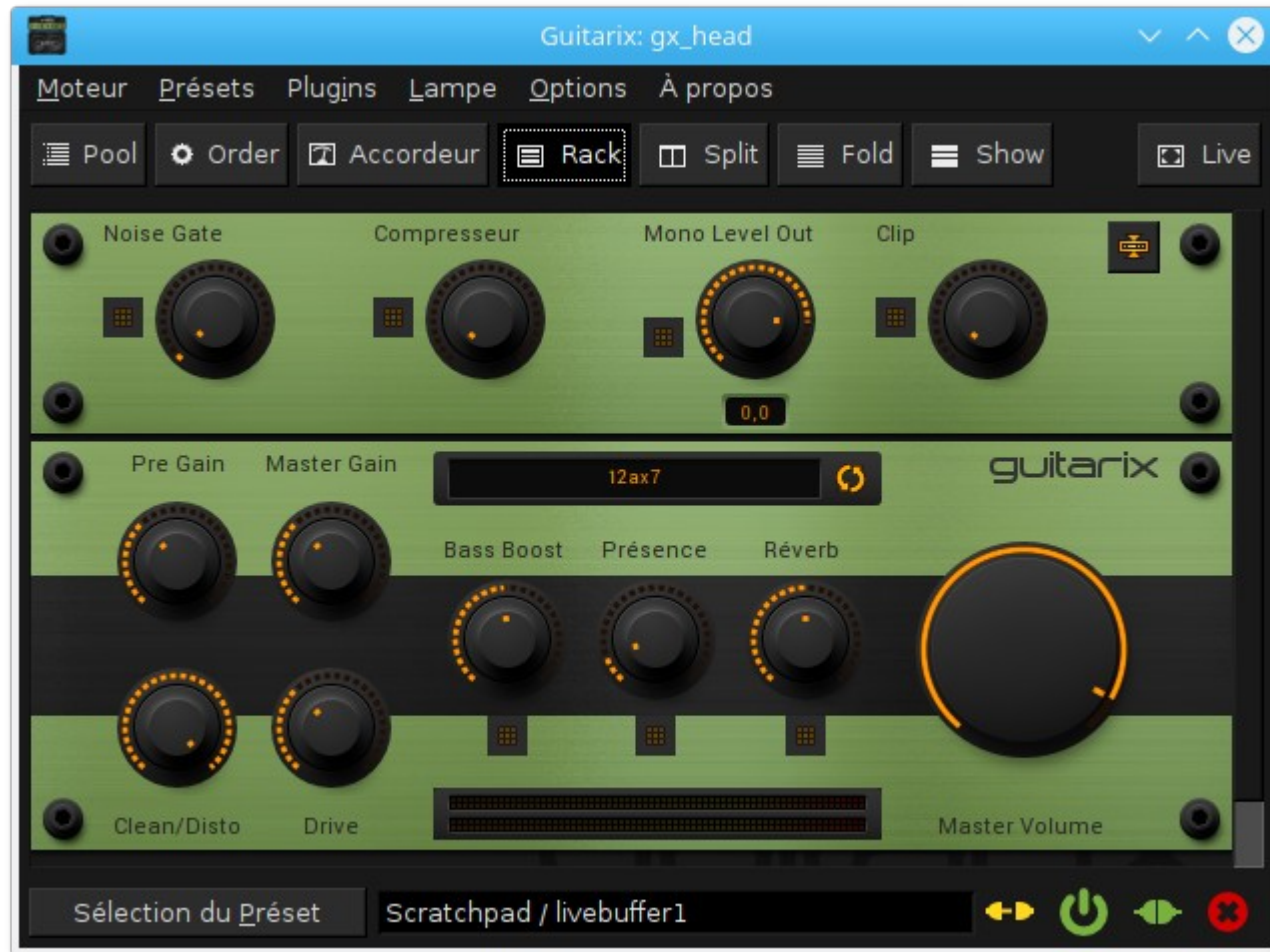 Guitarix: gx_head
Moteur Présets Plugins Lampe Options À propos
Pool Order Accordeur Rack Split Fold Show Live
Noise Gate Compresseur Mono Level Out Clip
0,0
Pre Gain Master Gain 12ax7 guitarix
Bass Boost Présence Réverb
Clean/Disto Drive Master Volume
Sélection du Préset Scratchpad / livebuffer1